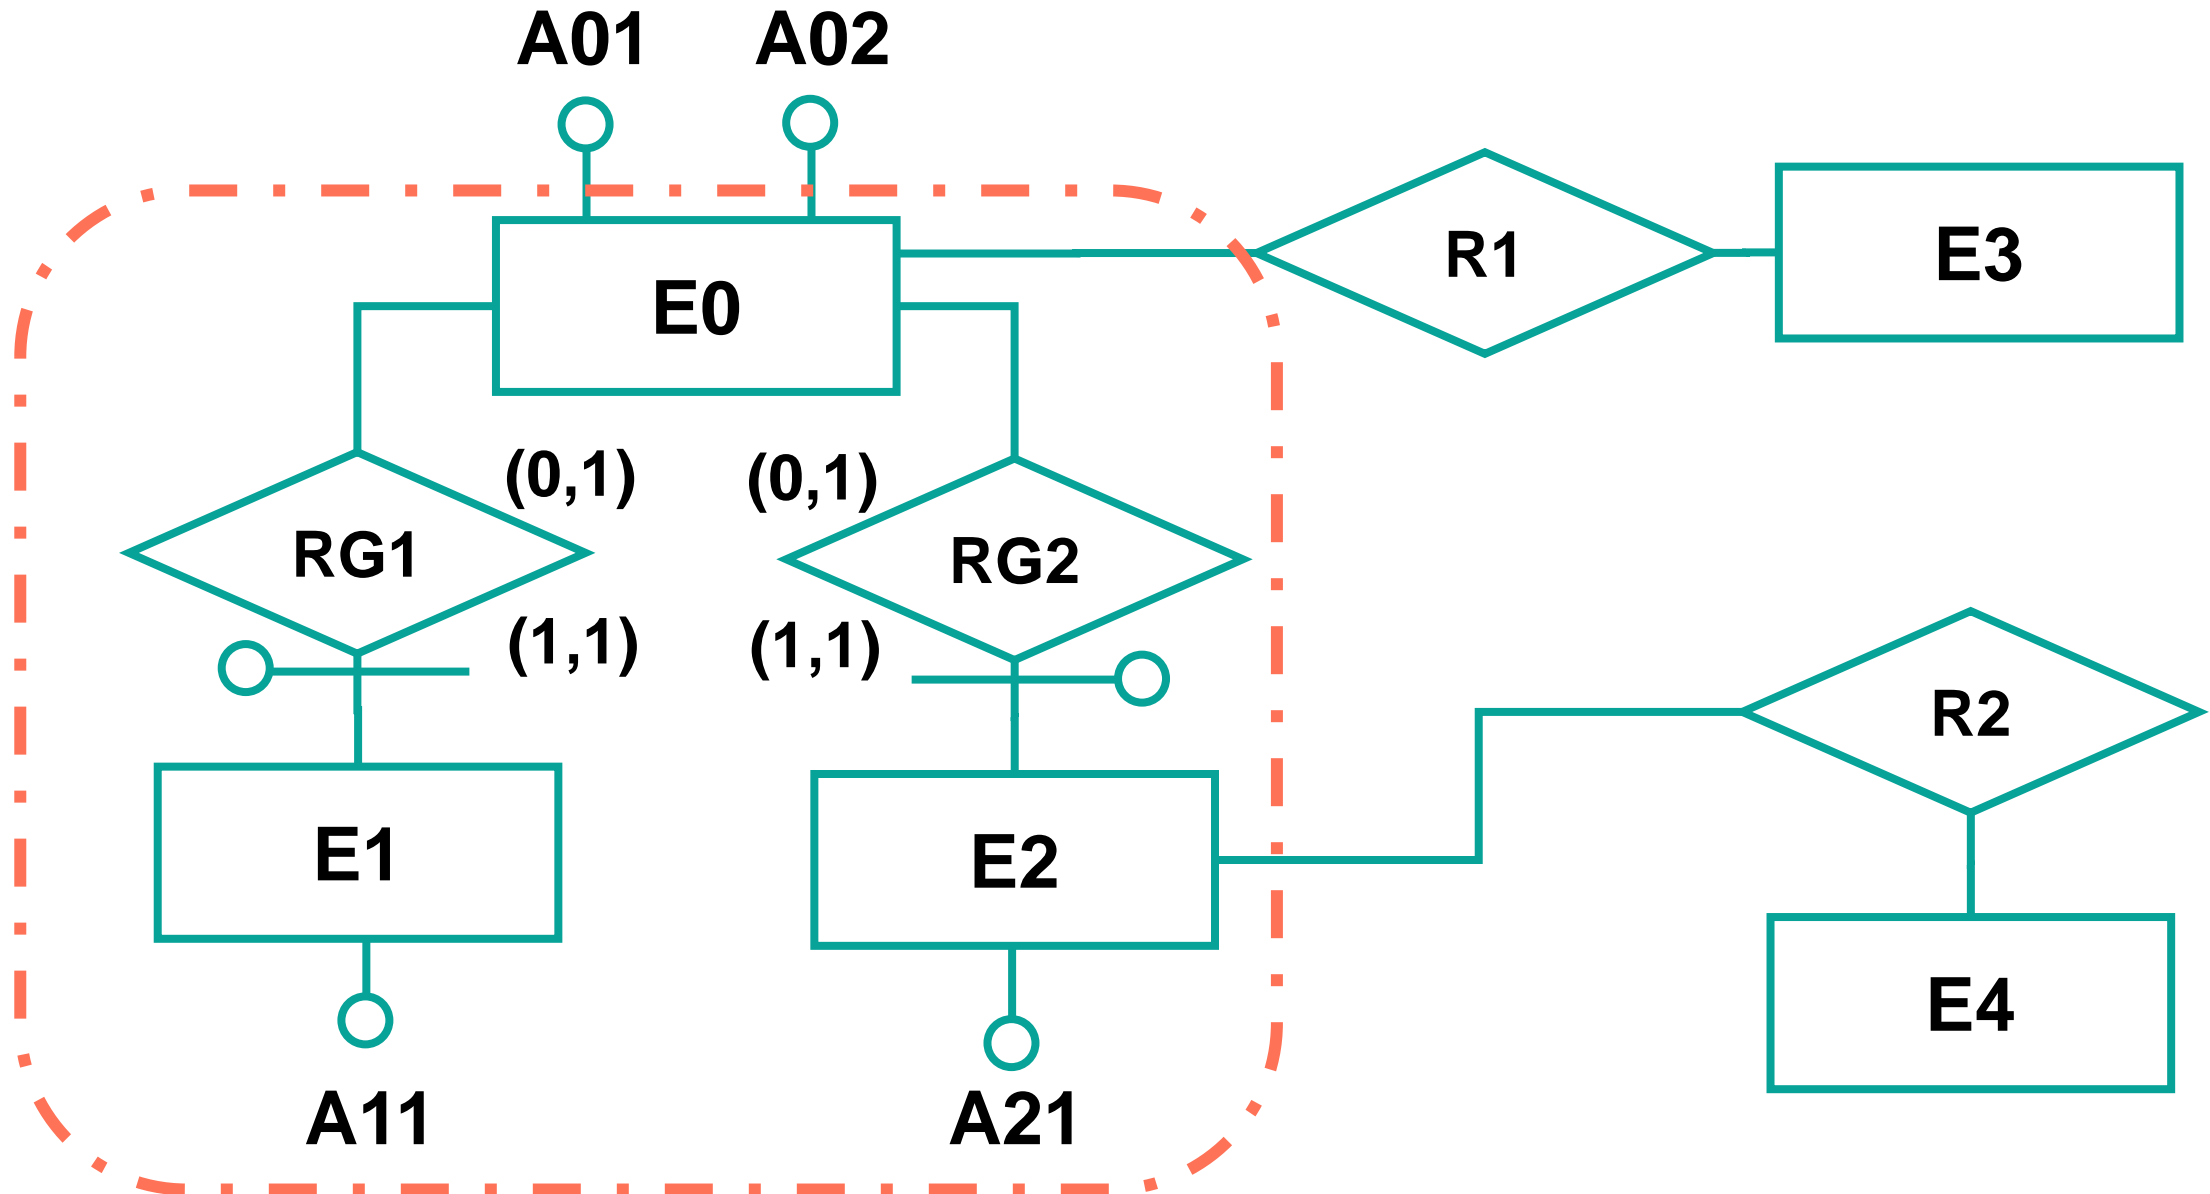 A01 A02
R1
E3
E0
(0,1) (0,1)
RG1 RG2
(1,1) (1,1)
R2
E1 E2
E4
A11 A21